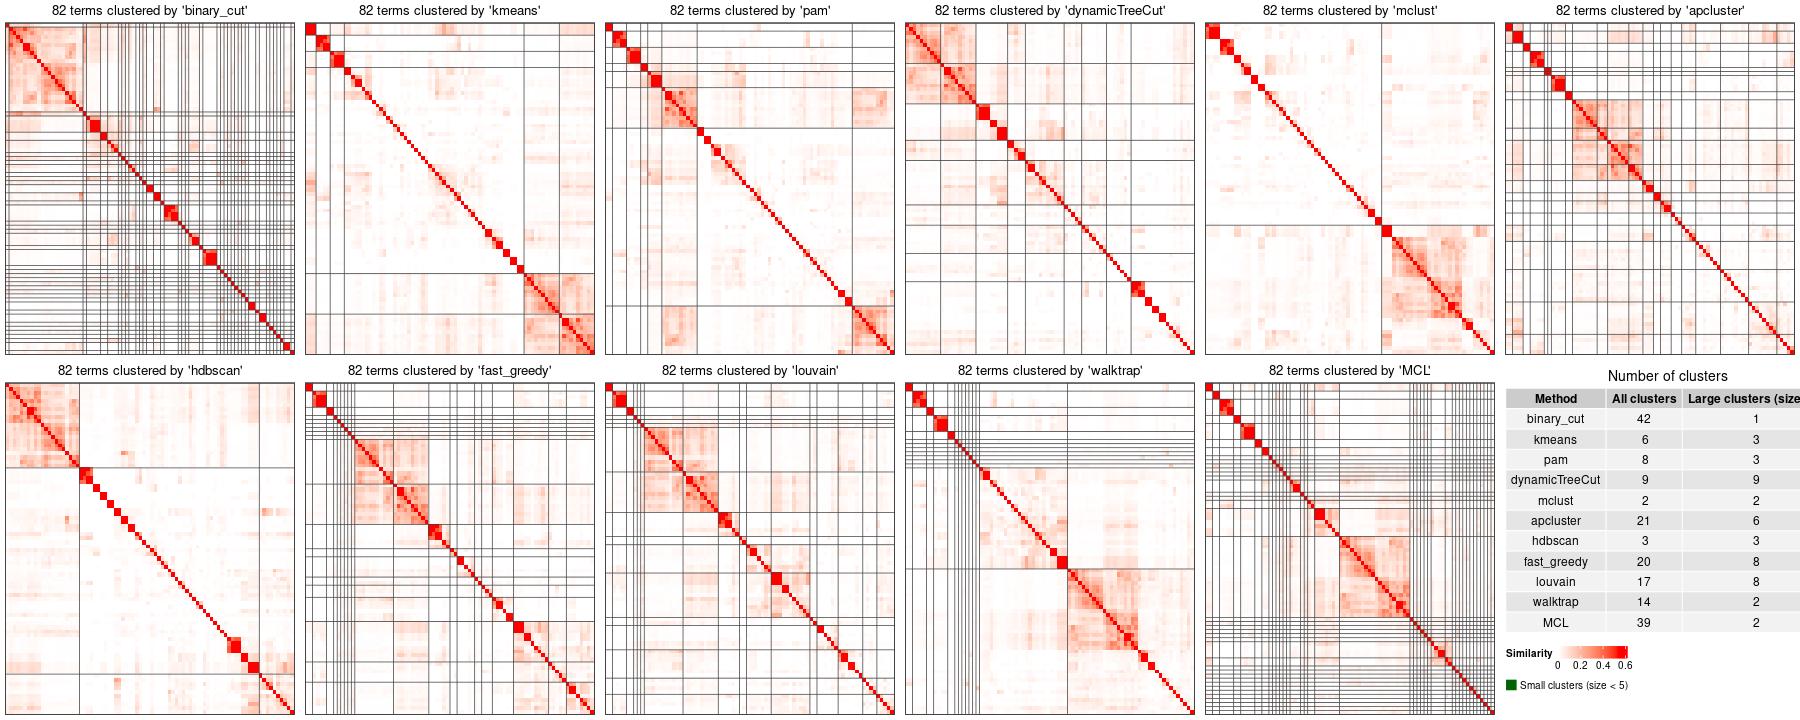 82 terms clustered by 'binary_cut'
82 terms clustered by 'kmeans'
82 terms clustered by 'pam'
82 terms clustered by 'dynamicTreeCut'
82 terms clustered by 'mclust'
82 terms clustered by 'apcluster'
82 terms clustered by 'hdbscan'
82 terms clustered by 'fast_greedy'
82 terms clustered by 'louvain'
82 terms clustered by 'walktrap'
82 terms clustered by 'MCL'
Number of clusters
Method All clusters Large clusters (size
binary_cut 42 1
kmeans 6 3
pam 8 3
dynamicTreeCut 9 9
mclust 2 2
apcluster 21 6
hdbscan 3 3
fast_greedy 20 8
louvain 17 8
walktrap 14 2
MCL 39 2
Similarity
0 0.2 0.4 0.6
Small clusters (size < 5)